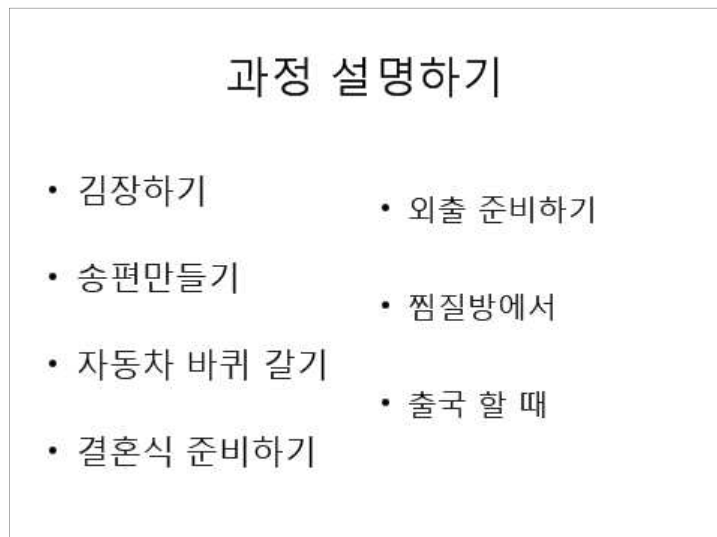 과정 설명하기
• 김장하기
• 송편만들기
• 자동차 바퀴 갈기
• 결혼식 준비하기
• 외출 준비하기
• 찜질방에서
• 출국 할 때